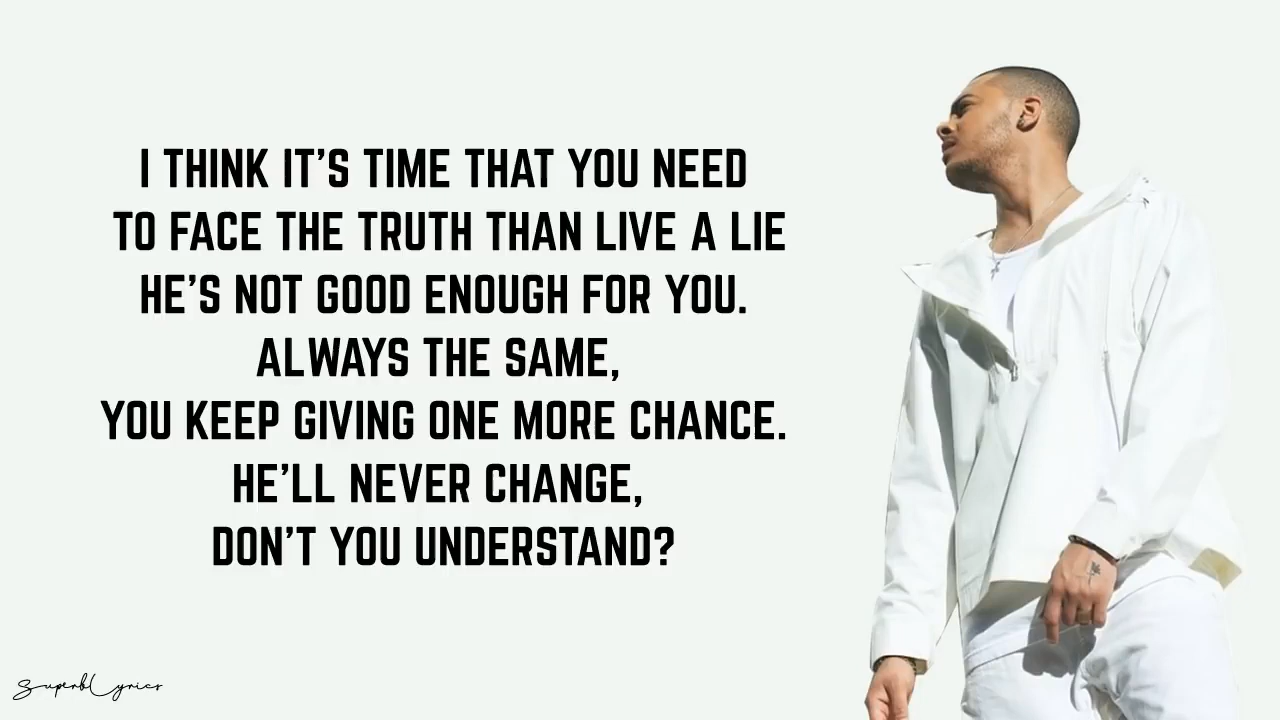 I THINK IT'S TIME THAT YOU NEED
TO FACE THE TRUTH THAN LIVE A LIE
HE'S NOT GOOD ENOUGH FOR YOU.
ALWAYS THE SAME,
YOU KEEP GIVING ONE MORE CHANCE.
HE'LL NEVER CHANGE,
DON'T YOU UNDERSTAND?
SuperbLyrics